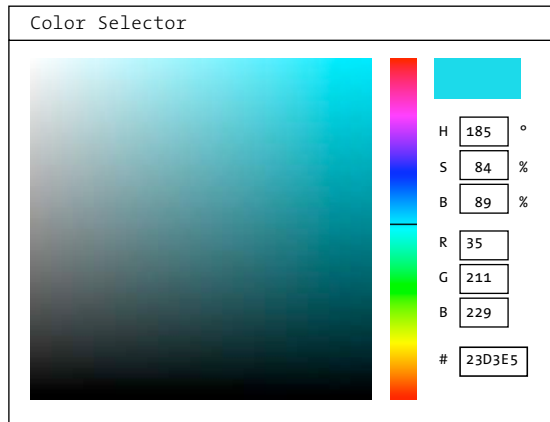 Color Selector
H 185 °
S 84 %
B 89 %
R 35
G 211
B 229
# 23D3E5